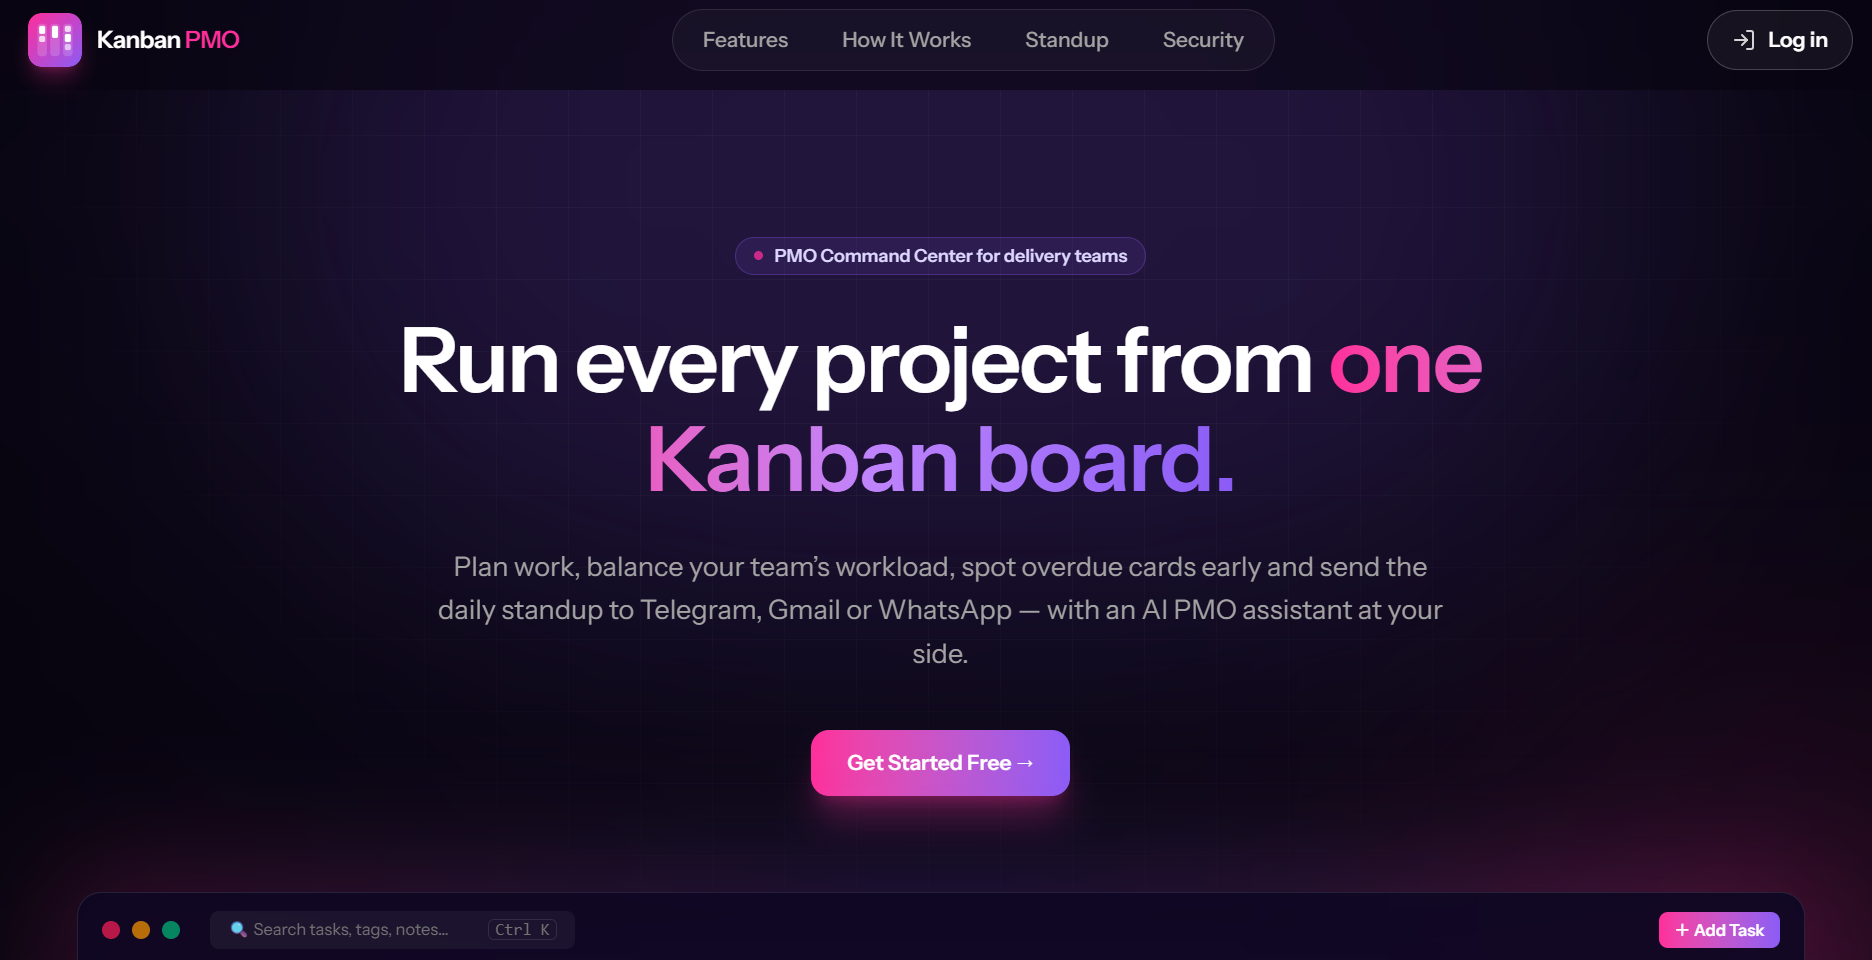 Kanban PMO
Features
How It Works
Standup
Security
Log in
PMO Command Center for delivery teams
Run every project from one
Kanban board.
Plan work, balance your team’s workload, spot overdue cards early and send the
daily standup to Telegram, Gmail or WhatsApp — with an AI PMO assistant at your
side.
Get Started Free →
Search tasks, tags, notes...
Ctrl K
+ Add Task